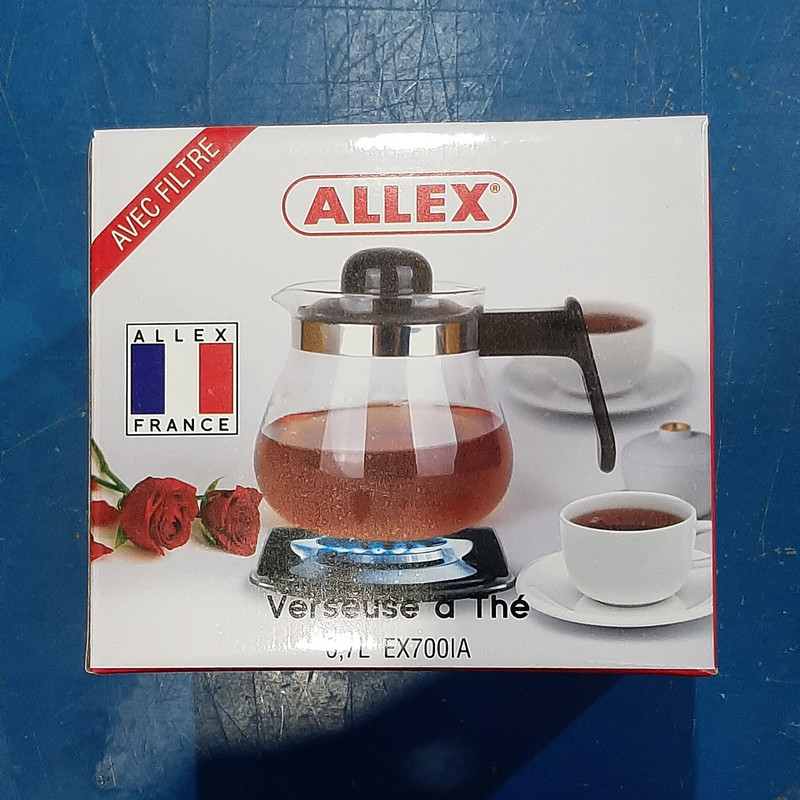 AVEC FILTRE
ALLEX®
ALLEX
FRANCE
Verseuse à Thé
0,7L EX700IA